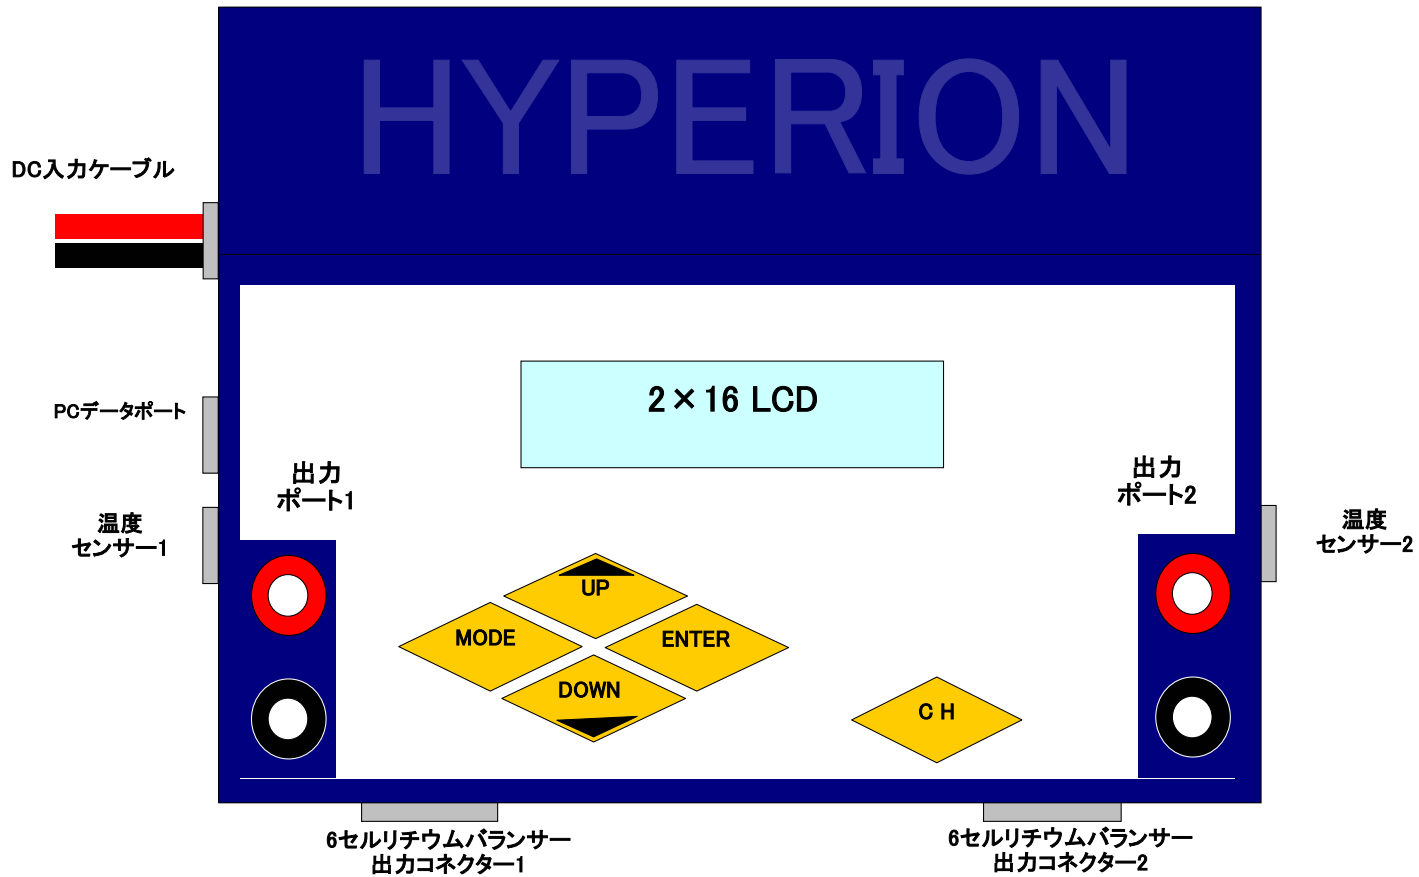 HYPERION
DC入力ケーブル
2×16 LCD
PCデータポート
出力
ポート1
出力
ポート2
温度
センサー1
温度
センサー2
UP
MODE
ENTER
DOWN
C H
6セルリチウムバランサー
出力コネクター1
6セルリチウムバランサー
出力コネクター2